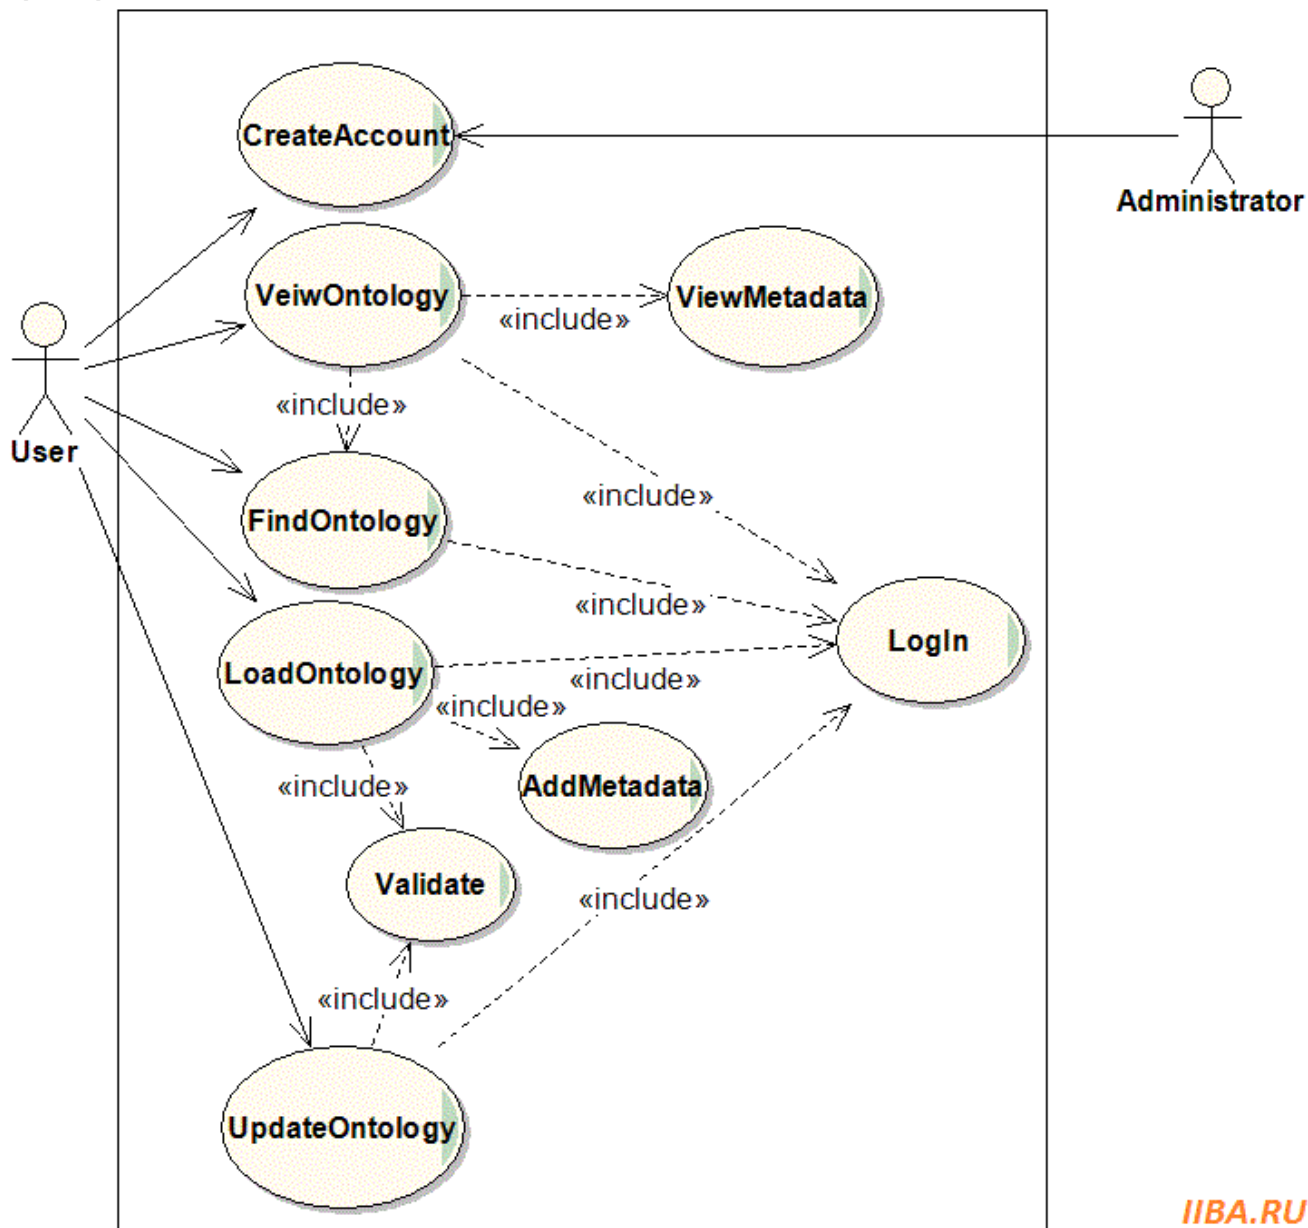 CreateAccount
Administrator
VeiwOntology
ViewMetadata
«include»
«include»
User
«include»
FindOntology
«include»
LogIn
LoadOntology
«include»
«include»
«include»
AddMetadata
Validate
«include»
«include»
UpdateOntology
IIBA.RU